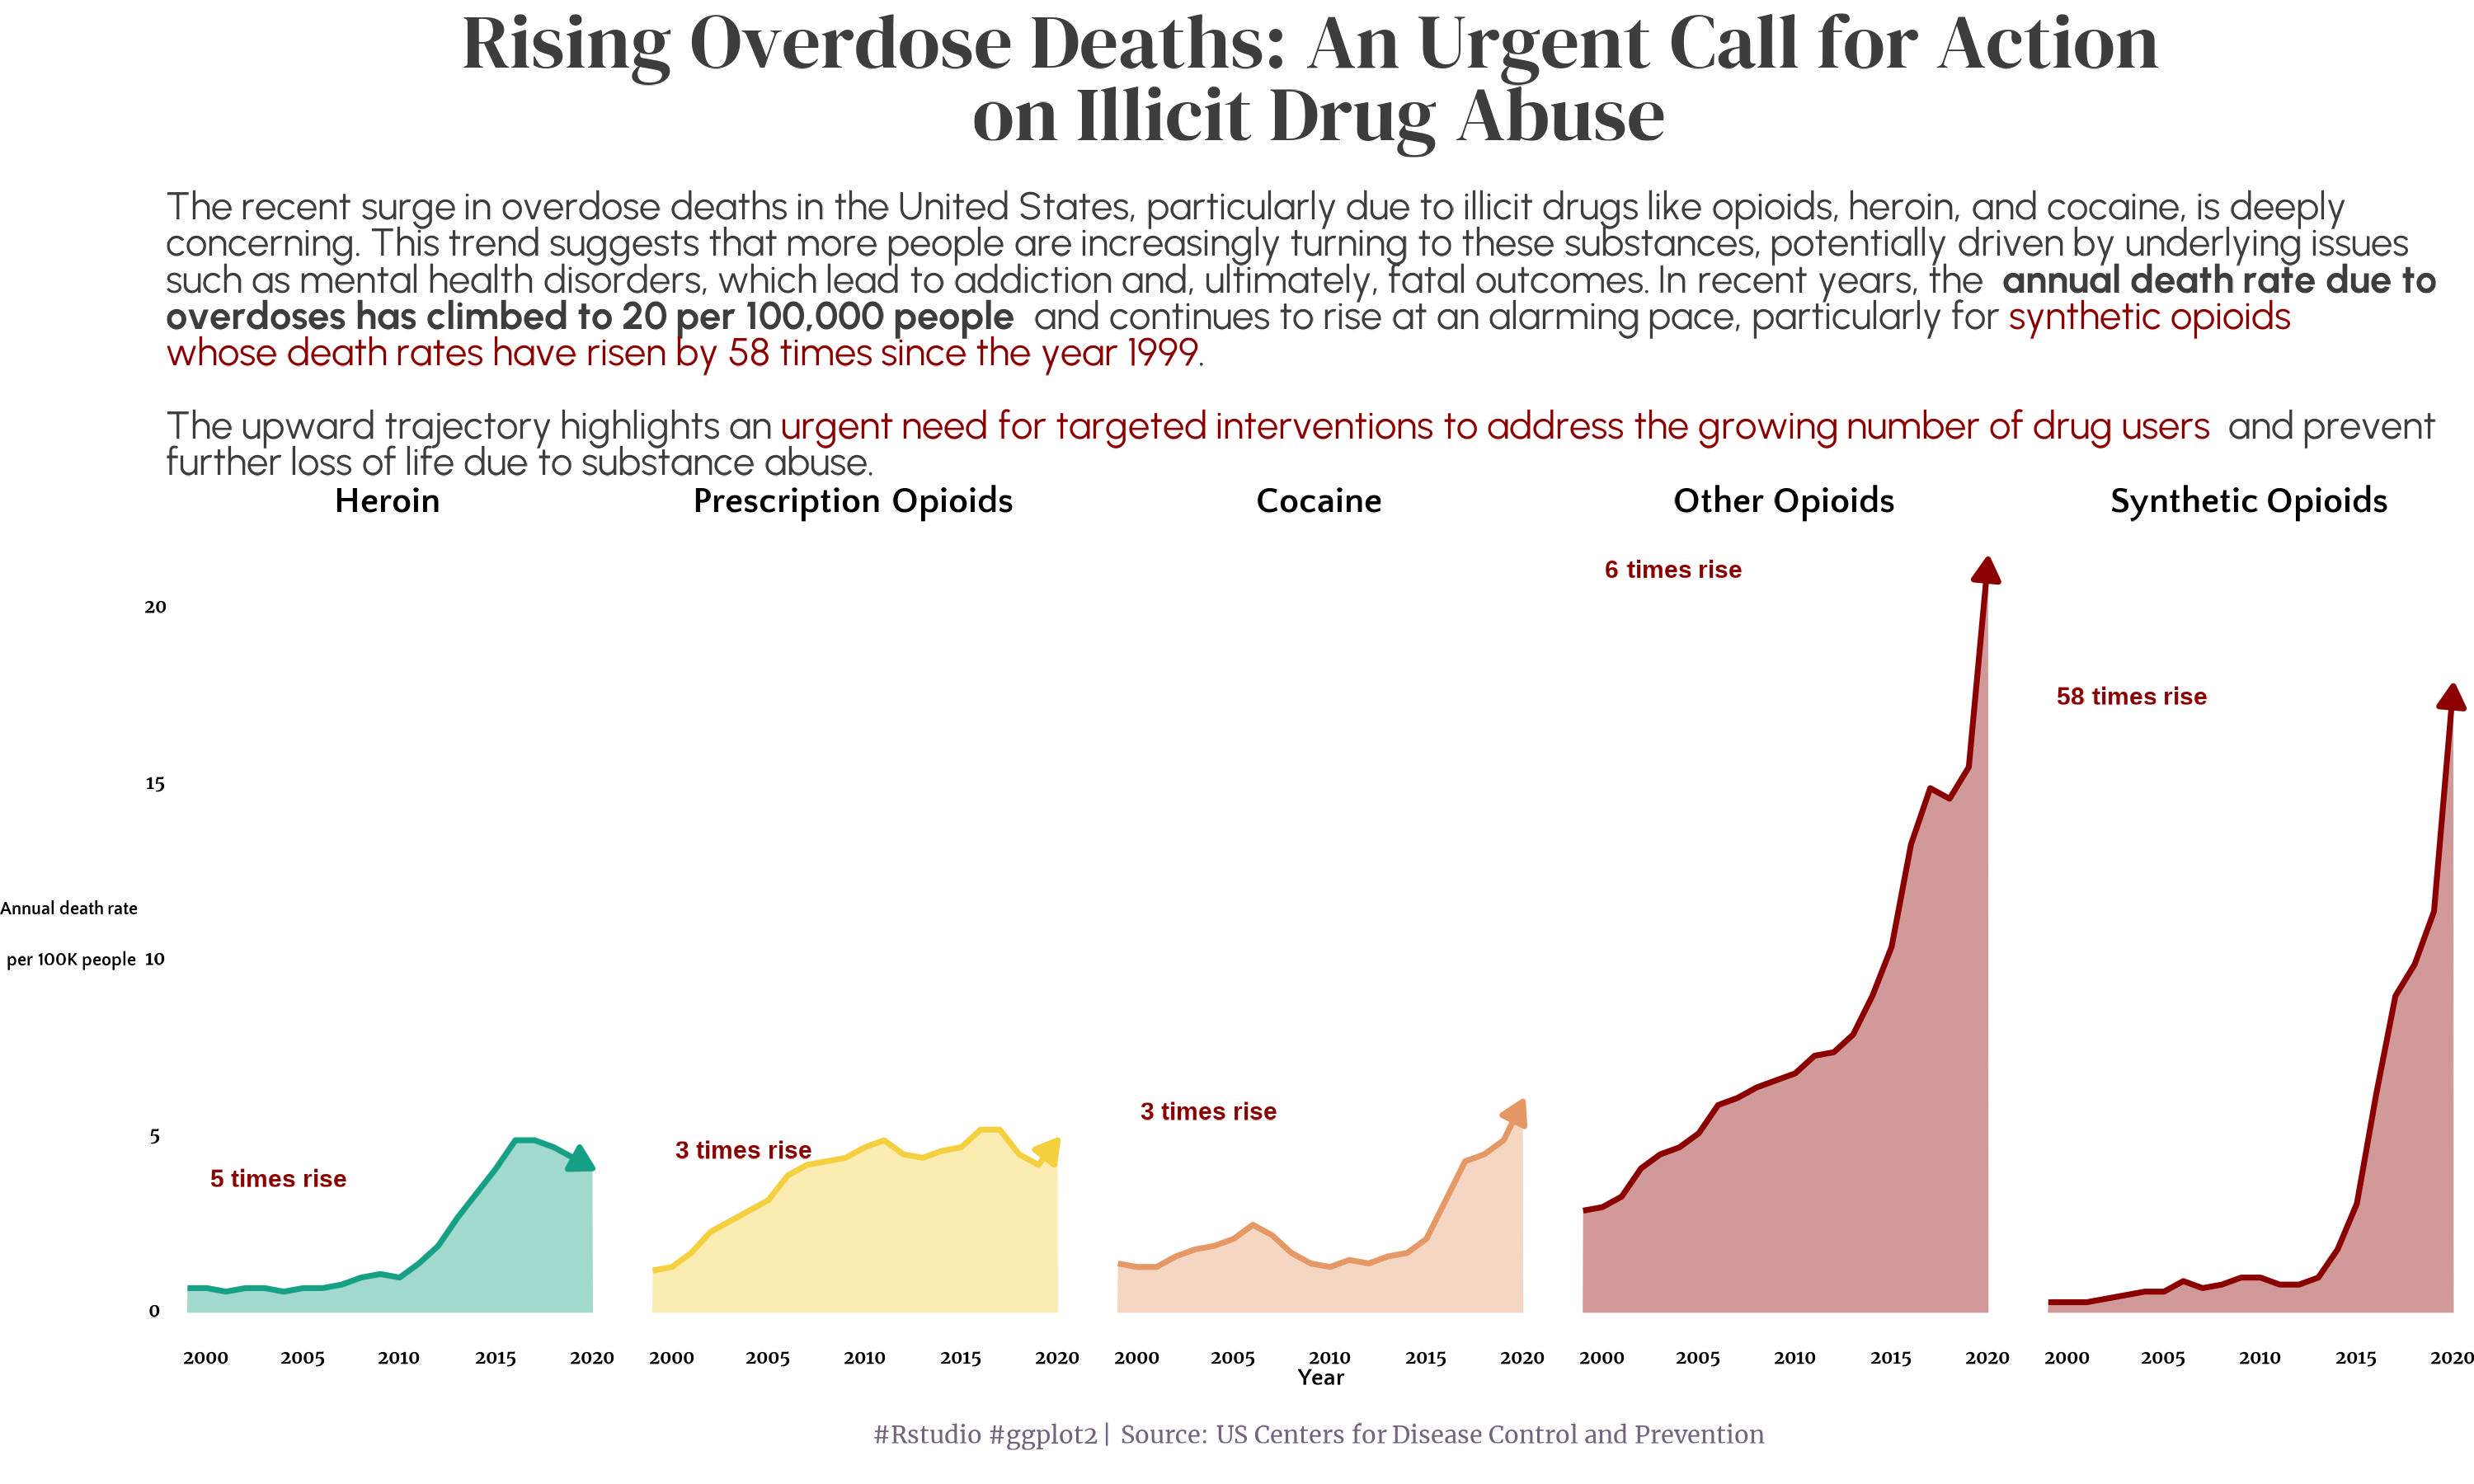 Rising Overdose Deaths: An Urgent Call for Action
on Illicit Drug Abuse
The recent surge in overdose deaths in the United States, particularly due to illicit drugs like opioids, heroin, and cocaine, is deeply
concerning. This trend suggests that more people are increasingly turning to these substances, potentially driven by underlying issues
such as mental health disorders, which lead to addiction and, ultimately, fatal outcomes. In recent years, the annual death rate due to
overdoses has climbed to 20 per 100,000 people and continues to rise at an alarming pace, particularly for synthetic opioids
whose death rates have risen by 58 times since the year 1999.
The upward trajectory highlights an urgent need for targeted interventions to address the growing number of drug users and prevent
further loss of life due to substance abuse.
Heroin Prescription Opioids Cocaine Other Opioids Synthetic Opioids
6 times rise
20
58 times rise
15
Annual death rate
per 100K people 10
3 times rise
5
3 times rise
5 times rise
0
2000 2005 2010 2015 2020 2000 2005 2010 2015 2020 2000 2005 2010 2015 2020 2000 2005 2010 2015 2020 2000 2005 2010 2015 2020
Year
#Rstudio #ggplot2 | Source: US Centers for Disease Control and Prevention